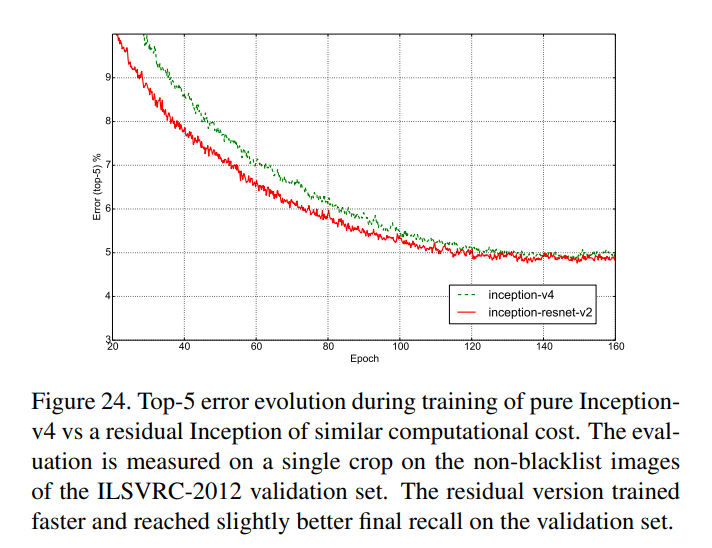 9
8
7
6
5
4
3
Error (top-5) %
20 40 60 80 100 120 140 160
Epoch
inception-v4
inception-resnet-v2
Figure 24. Top-5 error evolution during training of pure Inception-
v4 vs a residual Inception of similar computational cost. The eval-
uation is measured on a single crop on the non-blacklist images
of the ILSVRC-2012 validation set. The residual version trained
faster and reached slightly better final recall on the validation set.